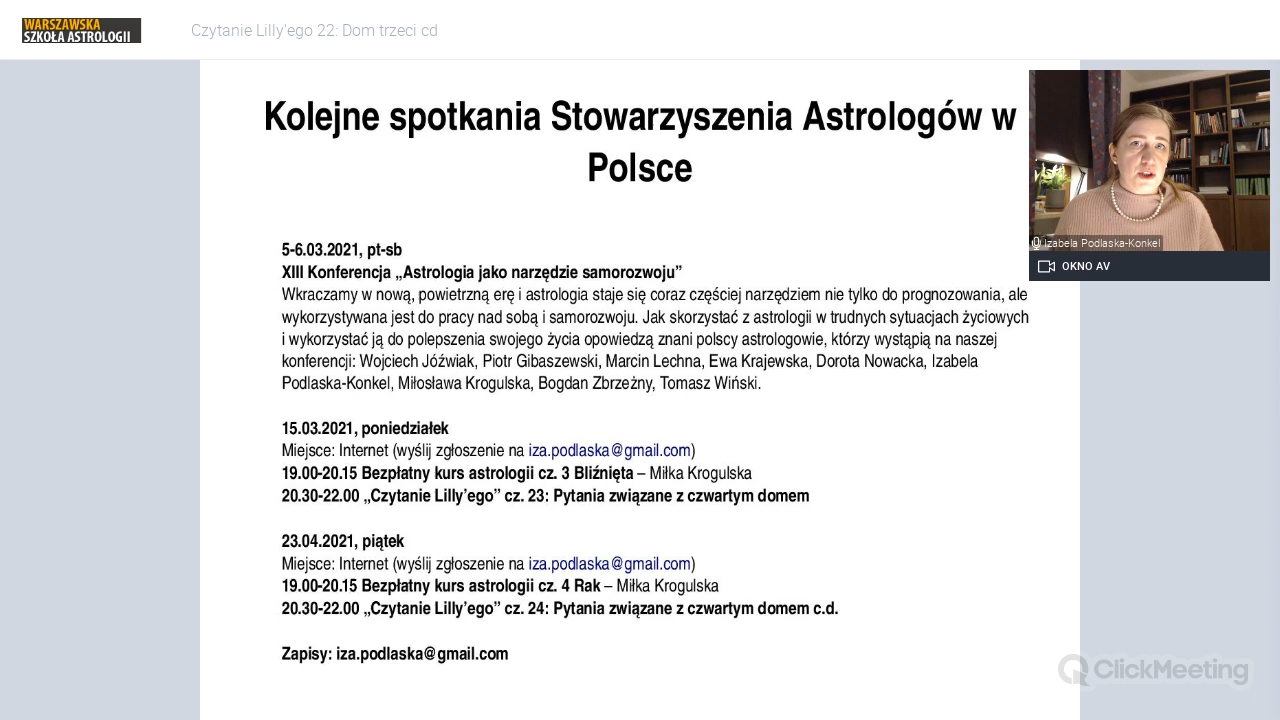 WARSZAWSKA
SZKOŁA ASTROLOGII
Czytanie Lilly'ego 22: Dom trzeci cd
Kolejne spotkania Stowarzyszenia Astrologów w
Polsce
5-6.03.2021, pt-sb
XIII Konferencja „Astrologia jako narzędzie samorozwoju”
Wkraczamy w nową, powietrzną erę i astrologia staje się coraz częściej narzędziem nie tylko do prognozowania, ale
wykorzystywana jest do pracy nad sobą i samorozwoju. Jak skorzystać z astrologii w trudnych sytuacjach życiowych
i wykorzystać ją do polepszenia swojego życia opowiedzą znani polscy astrologowie, którzy wystąpią na naszej
konferencji: Wojciech Jóźwiak, Piotr Gibaszewski, Marcin Lechna, Ewa Krajewska, Dorota Nowacka, Izabela
Podlaska-Konkel, Miłosława Krogulska, Bogdan Zbrzeżny, Tomasz Wiński.
15.03.2021, poniedziałek
Miejsce: Internet (wyślij zgłoszenie na iza.podlaska@gmail.com)
19.00-20.15 Bezpłatny kurs astrologii cz. 3 Bliźnięta – Miłka Krogulska
20.30-22.00 „Czytanie Lilly’ego” cz. 23: Pytania związane z czwartym domem
23.04.2021, piątek
Miejsce: Internet (wyślij zgłoszenie na iza.podlaska@gmail.com)
19.00-20.15 Bezpłatny kurs astrologii cz. 4 Rak – Miłka Krogulska
20.30-22.00 „Czytanie Lilly’ego” cz. 24: Pytania związane z czwartym domem c.d.
Zapisy: iza.podlaska@gmail.com
Izabela Podlaska-Konkel
OKNO AV
ClickMeeting